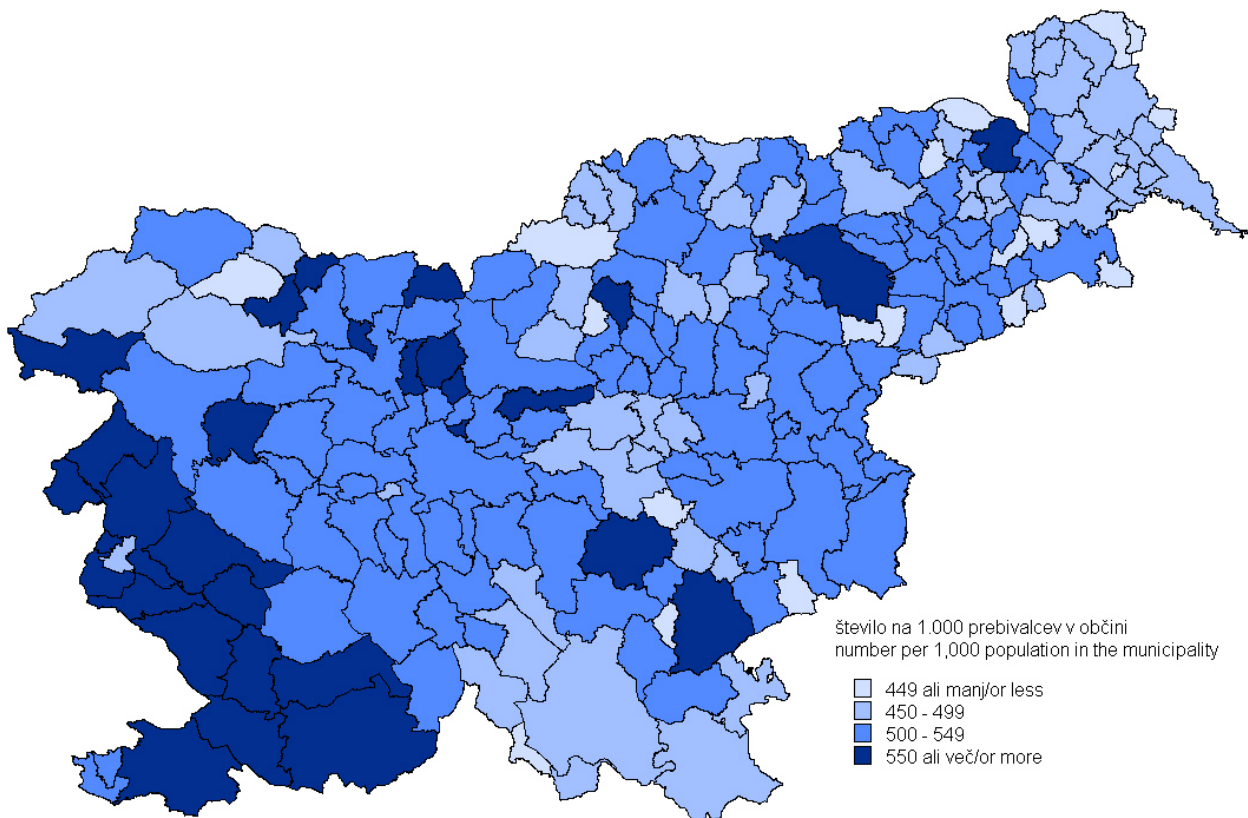 število na 1.000 prebivalcev v občini
number per 1,000 population in the municipality
449 ali manj/or less
450 - 499
500 - 549
550 ali več/or more